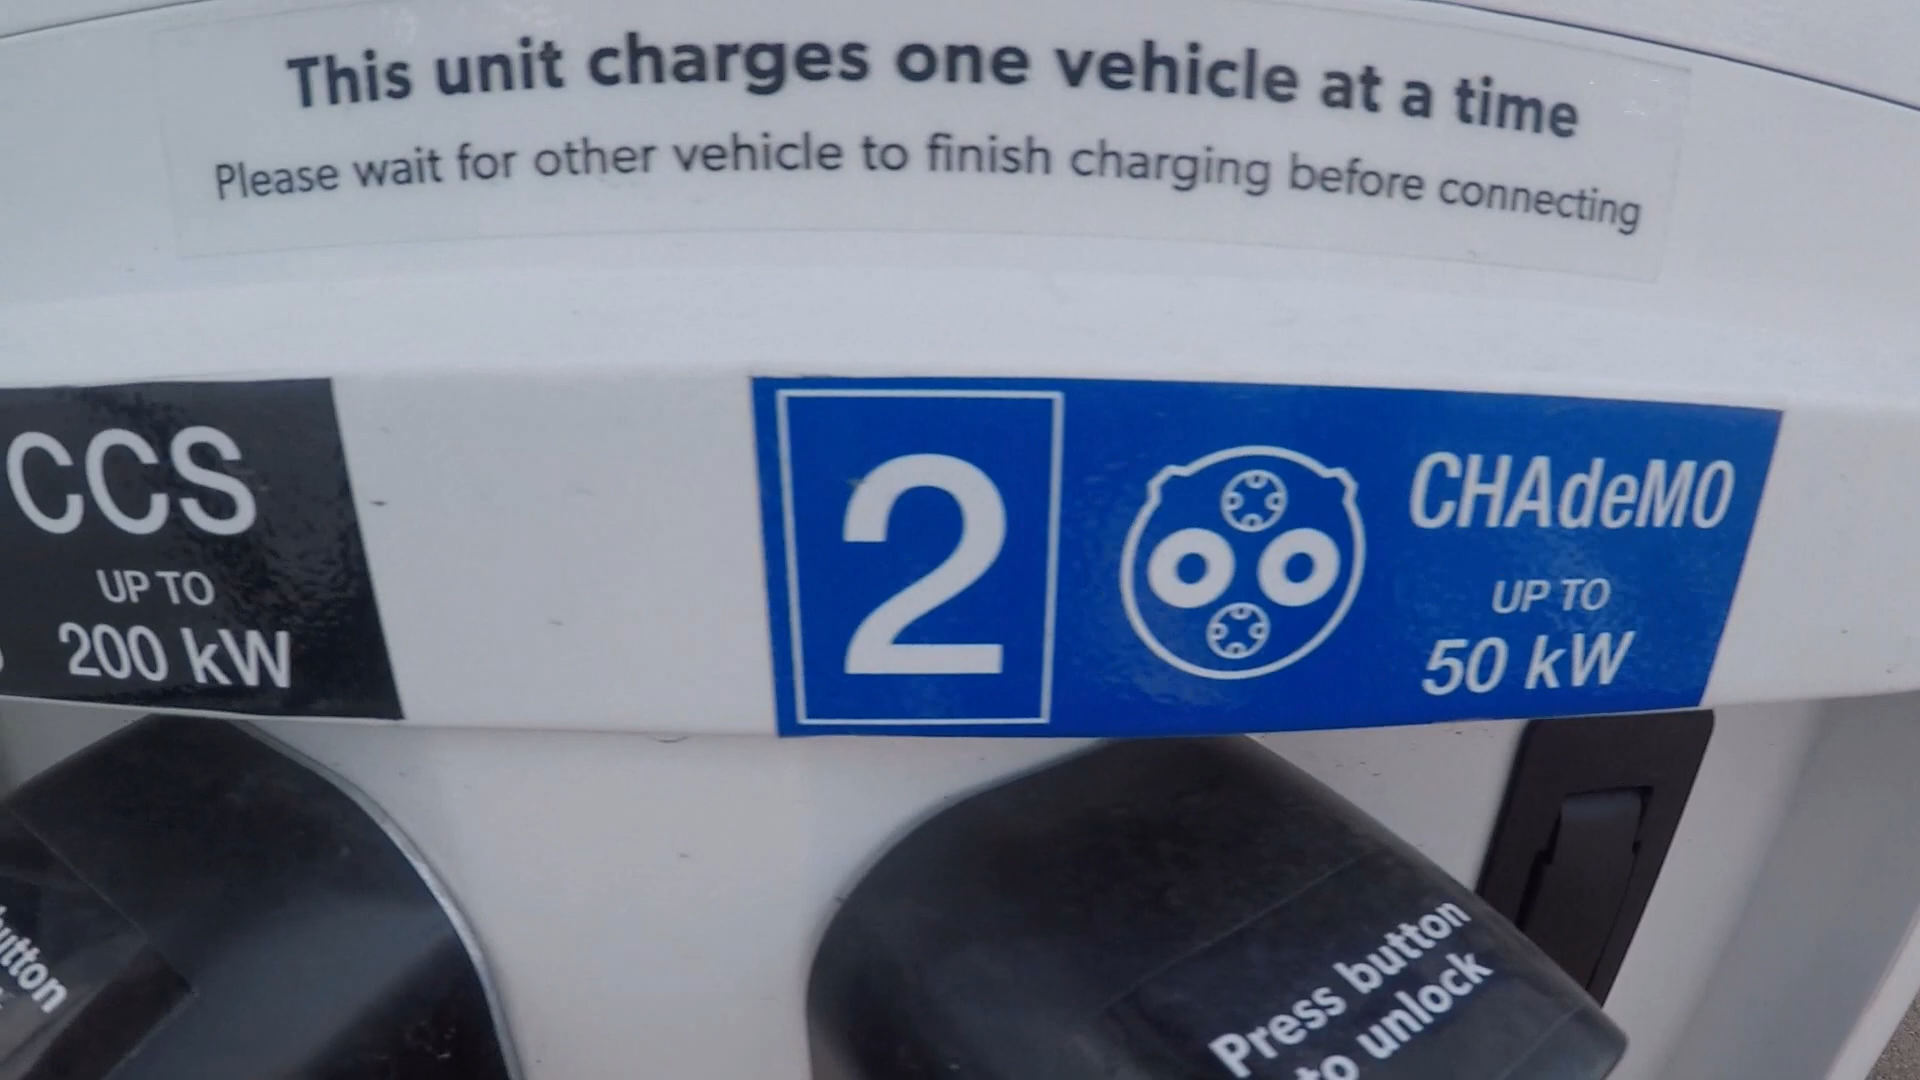 This unit charges one vehicle at a time
Please wait for other vehicle to finish charging before connecting
CCS
UP TO
200 kW
2
CHAdeMO
UP TO
50 kW
button
Press button
to unlock